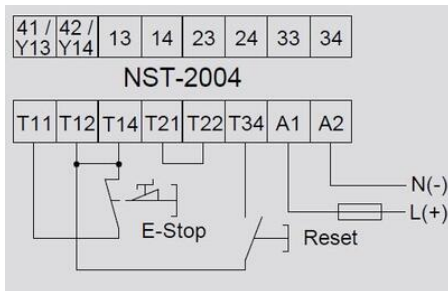 41 / 42 /
Y13 Y14 13 14 23 24 33 34
NST-2004
T11 T12 T14 T21 T22 T34 A1 A2
N(-)
L(+)
E-Stop Reset